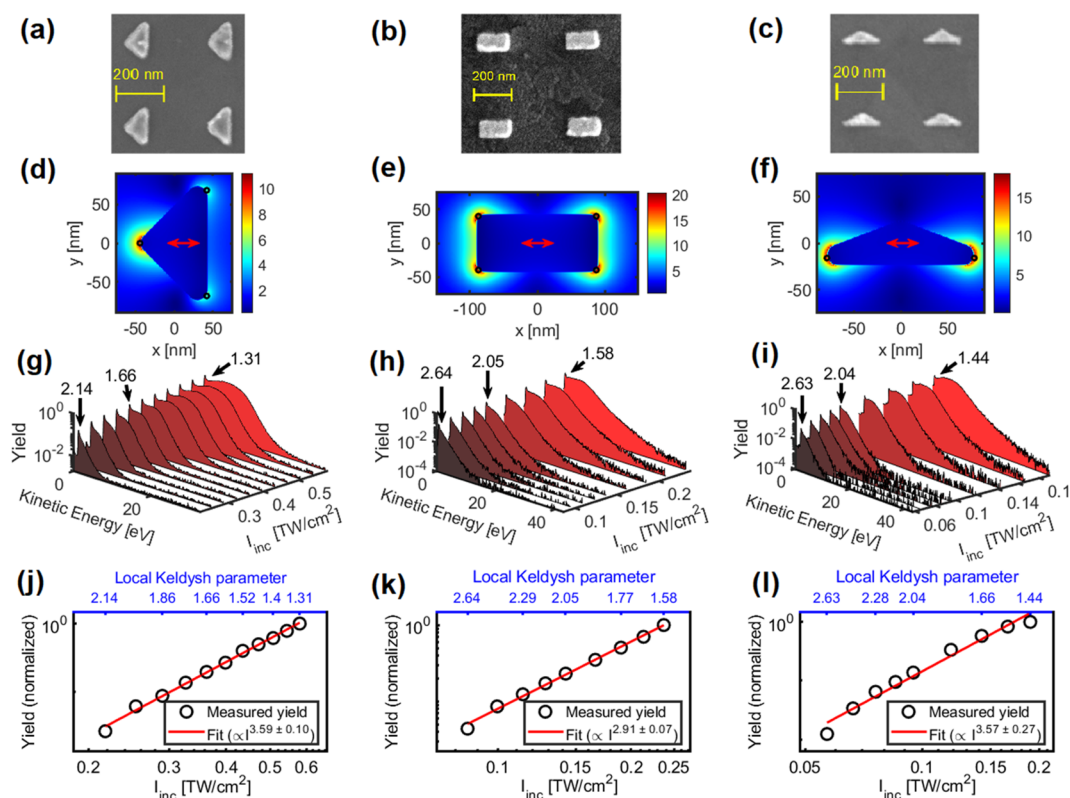 (a)
200 nm
(b)
200 nm
(c)
200 nm
(d)
y [nm]
50
0
-50
-50 0 50
x [nm]
10
8
6
4
2
(e)
y [nm]
50
0
-50
-100 0 100
x [nm]
20
15
10
5
(f)
y [nm]
50
0
-50
-50 0 50
x [nm]
15
10
5
(g)
2.14
1.66
1.31
Yield
10^0
10^-2
0
20
Kinetic Energy [eV]
0.3
0.4
0.5
I_inc [TW/cm^2]
(h)
2.64
2.05
1.58
Yield
10^0
10^-2
10^-4
0
20
40
Kinetic Energy [eV]
0.1
0.15
0.2
I_inc [TW/cm^2]
(i)
2.63
2.04
1.44
Yield
10^0
10^-2
10^-4
0
20
40
Kinetic Energy [eV]
0.06
0.1
0.14
0.1
I_inc [TW/cm^2]
(j)
Local Keldysh parameter
2.14 1.86 1.66 1.52 1.4 1.31
10^0
Yield (normalized)
Measured yield
Fit (∝I^3.59 ± 0.10)
0.2 0.3 0.4 0.5 0.6
I_inc [TW/cm^2]
(k)
Local Keldysh parameter
2.64 2.29 2.05 1.77 1.58
10^0
Yield (normalized)
Measured yield
Fit (∝I^2.91 ± 0.07)
0.1 0.15 0.2 0.25
I_inc [TW/cm^2]
(l)
Local Keldysh parameter
2.63 2.28 2.04 1.66 1.44
10^0
Yield (normalized)
Measured yield
Fit (∝I^3.57 ± 0.27)
0.05 0.1 0.15 0.2
I_inc [TW/cm^2]